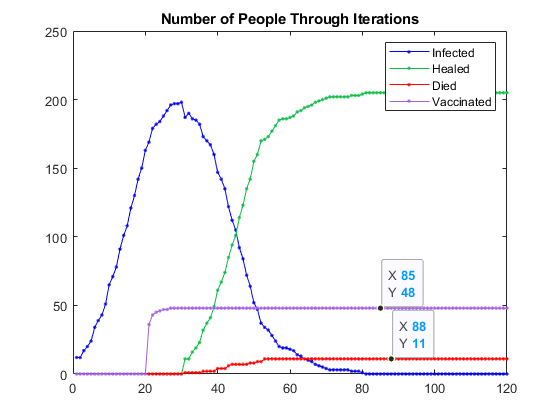 Number of People Through Iterations
250
200
150
100
50
0
0 20 40 60 80 100 120
Infected
Healed
Died
Vaccinated
X 85
Y 48
X 88
Y 11